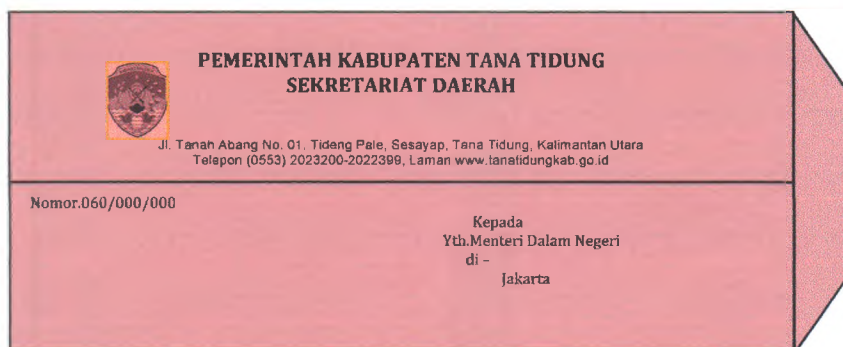 PEMERINTAH KABUPATEN TANA TIDUNG
SEKRETARIAT DAERAH
Jl. Tanah Abang No. 01, Tideng Pale, Sesayap, Tana Tidung, Kalimantan Utara
Telepon (0553) 2023200-2022399, Laman www.tanatidungkab.go.id
Nomor.060/000/000
Kepada
Yth.Menteri Dalam Negeri
di –
Jakarta